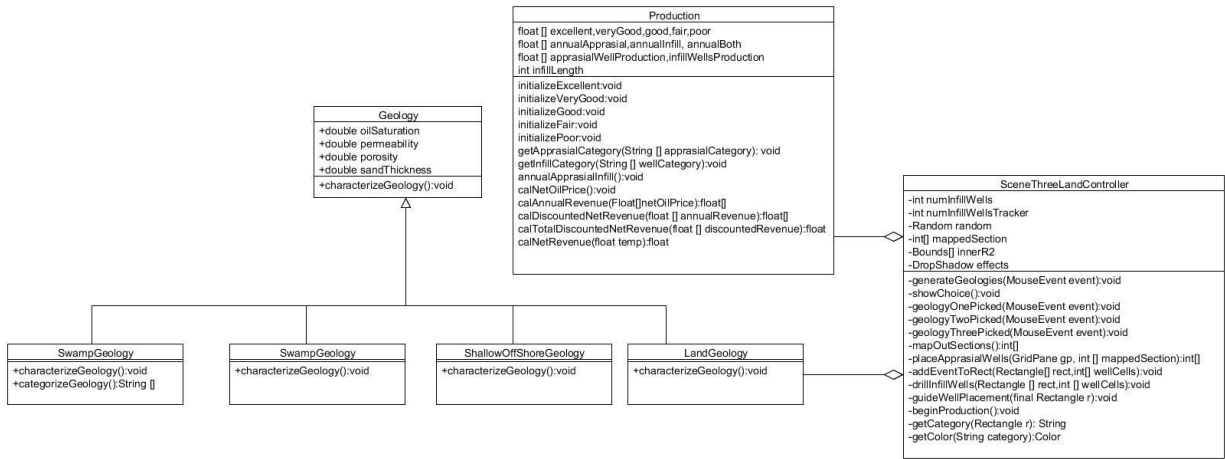 Production
float [] excellent,veryGood,good,fair,poor
float [] annualApprasial,annualInfill, annualBoth
float [] apprasialWellProduction,infillWellsProduction
int infillLength
initializeExcellent:void
initializeVeryGood:void
initializeGood:void
initializeFair:void
initializePoor:void
getApprasialCategory(String [] apprasialCategory): void
getInfillCategory(String [] wellCategory):void
annualApprasialInfill():void
calNetOilPrice():void
calAnnualRevenue(Float[]netOilPrice):float[]
calDiscountedNetRevenue(float [] annualRevenue):float[]
calTotalDiscountedNetRevenue(float [] discountedRevenue):float
calNetRevenue(float temp):float
Geology
+double oilSaturation
+double permeability
+double porosity
+double sandThickness
+characterizeGeology():void
SceneThreeLandController
-int numInfillWells
-int numInfillWellsTracker
-Random random
-int[] mappedSection
-Bounds[] innerR2
-DropShadow effects
-generateGeologies(MouseEvent event):void
-showChoice():void
-geologyOnePicked(MouseEvent event):void
-geologyTwoPicked(MouseEvent event):void
-geologyThreePicked(MouseEvent event):void
-mapOutSections():int[]
-placeApprasialWells(GridPane gp, int [] mappedSection):int[]
-addEventToRect(Rectangle[] rect,int[] wellCells):void
-drillInfillWells(Rectangle [] rect,int [] wellCells):void
-guideWellPlacement(final Rectangle r):void
-beginProduction():void
-getCategory(Rectangle r): String
-getColor(String category):Color
SwampGeology
+characterizeGeology():void
+categorizeGeology():String []
SwampGeology
+characterizeGeology():void
ShallowOffShoreGeology
+characterizeGeology():void
LandGeology
+characterizeGeology():void